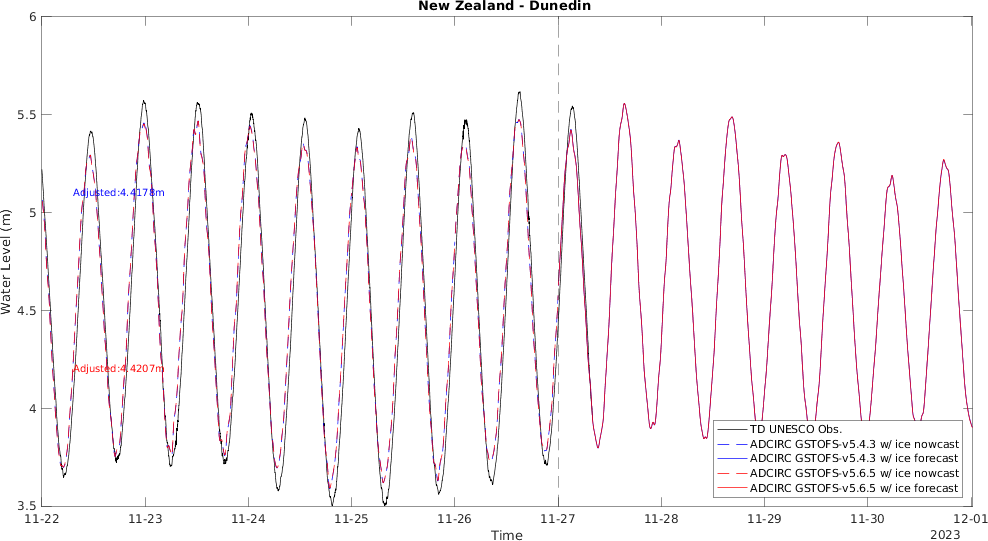 New Zealand - Dunedin
6
5.5
5
4.5
4
3.5
Water Level (m)
Adjusted:4.4178m
Adjusted:4.4207m
TD UNESCO Obs.
ADCIRC GSTOFS-v5.4.3 w/ ice nowcast
ADCIRC GSTOFS-v5.4.3 w/ ice forecast
ADCIRC GSTOFS-v5.6.5 w/ ice nowcast
ADCIRC GSTOFS-v5.6.5 w/ ice forecast
11-22 11-23 11-24 11-25 11-26 11-27 11-28 11-29 11-30 12-01
Time
2023